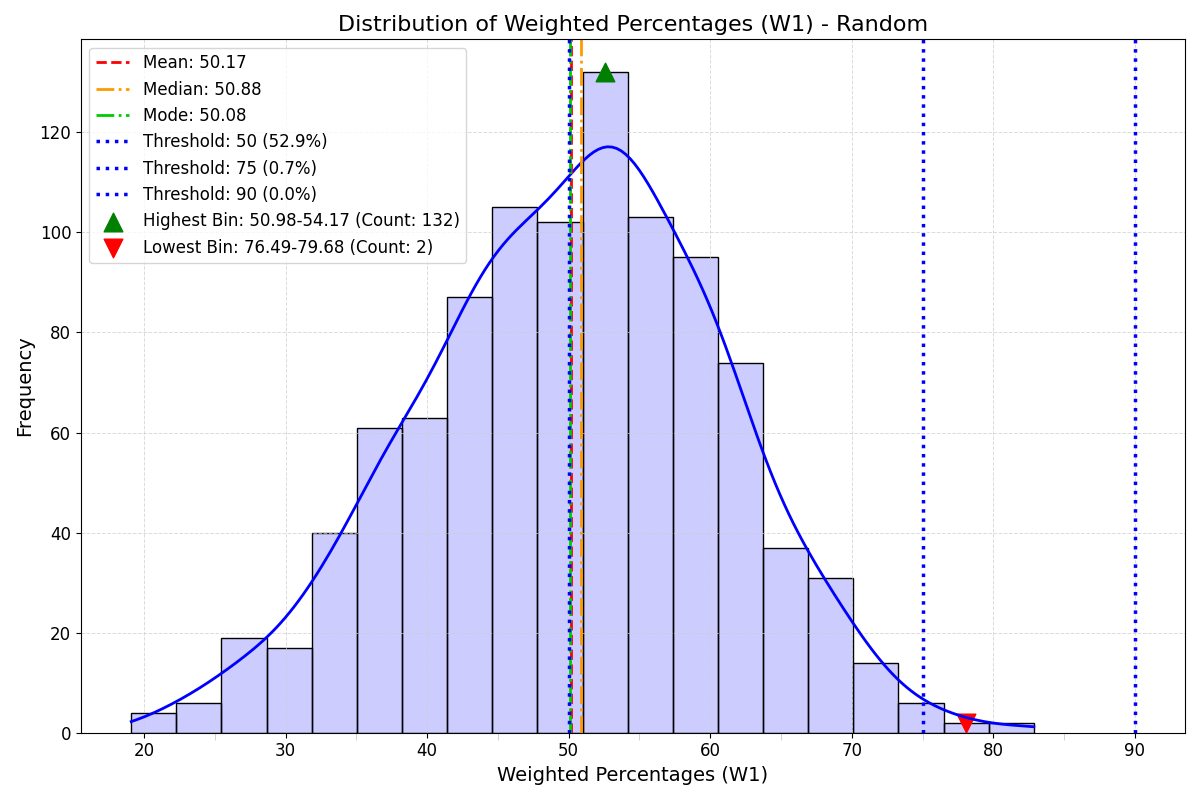 Distribution of Weighted Percentages (W1) - Random
Mean: 50.17
Median: 50.88
Mode: 50.08
Threshold: 50 (52.9%)
Threshold: 75 (0.7%)
Threshold: 90 (0.0%)
Highest Bin: 50.98-54.17 (Count: 132)
Lowest Bin: 76.49-79.68 (Count: 2)
Frequency
120
100
80
60
40
20
0
20 30 40 50 60 70 80 90
Weighted Percentages (W1)